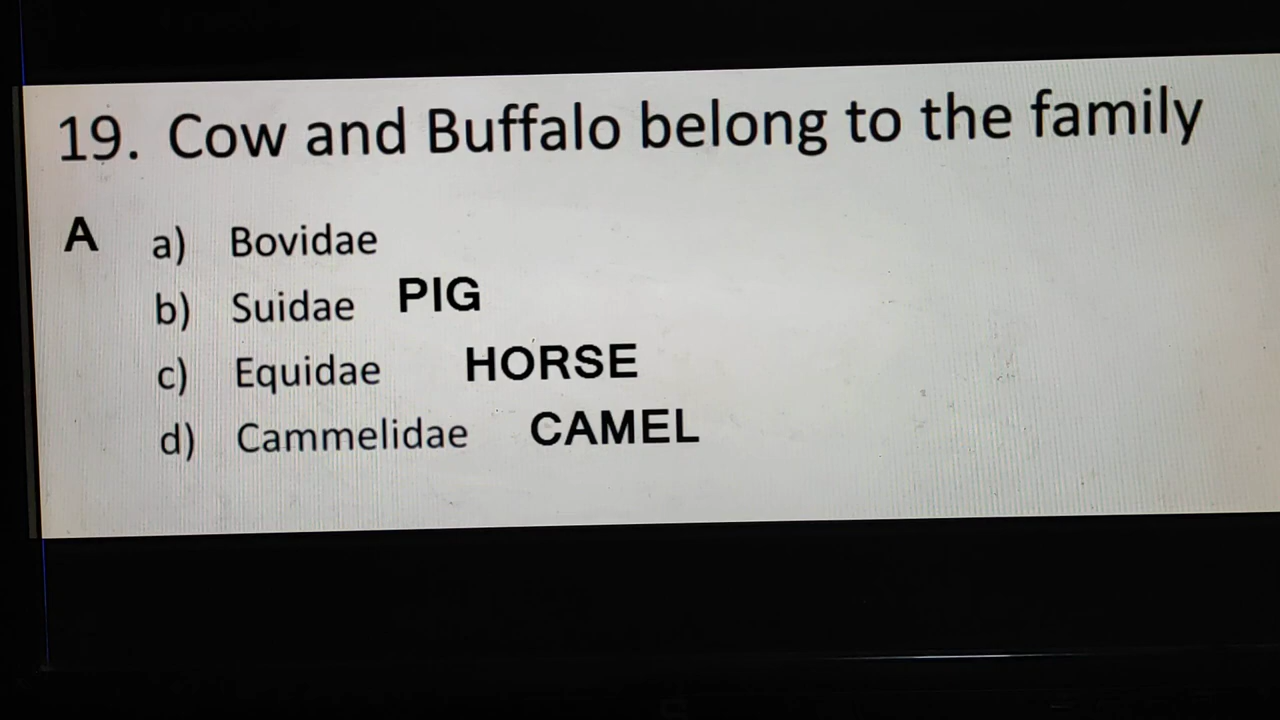 19. Cow and Buffalo belong to the family
A a) Bovidae
b) Suidae PIG
c) Equidae HORSE
d) Cammelidae CAMEL